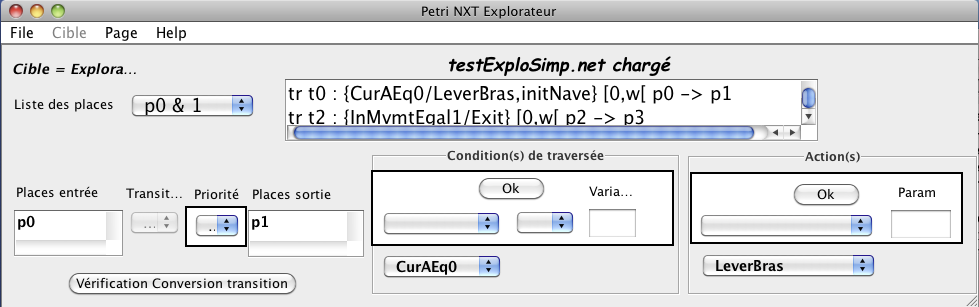 Petri NXT Explorateur
File Cible Page Help
Cible = Explora...
testExploSimp.net chargé
Liste des places p0 & 1
tr t0 : {CurAEq0/LeverBras,initNave} [0,w[ p0 -> p1
tr t2 : {InMvmtEgal1/Exit} [0,w[ p2 -> p3
Condition(s) de traversée
Action(s)
Places entrée Transit... Priorité Places sortie
Ok Varia...
Ok Param
p0 ... .. p1
CurAEq0
LeverBras
Vérification Conversion transition